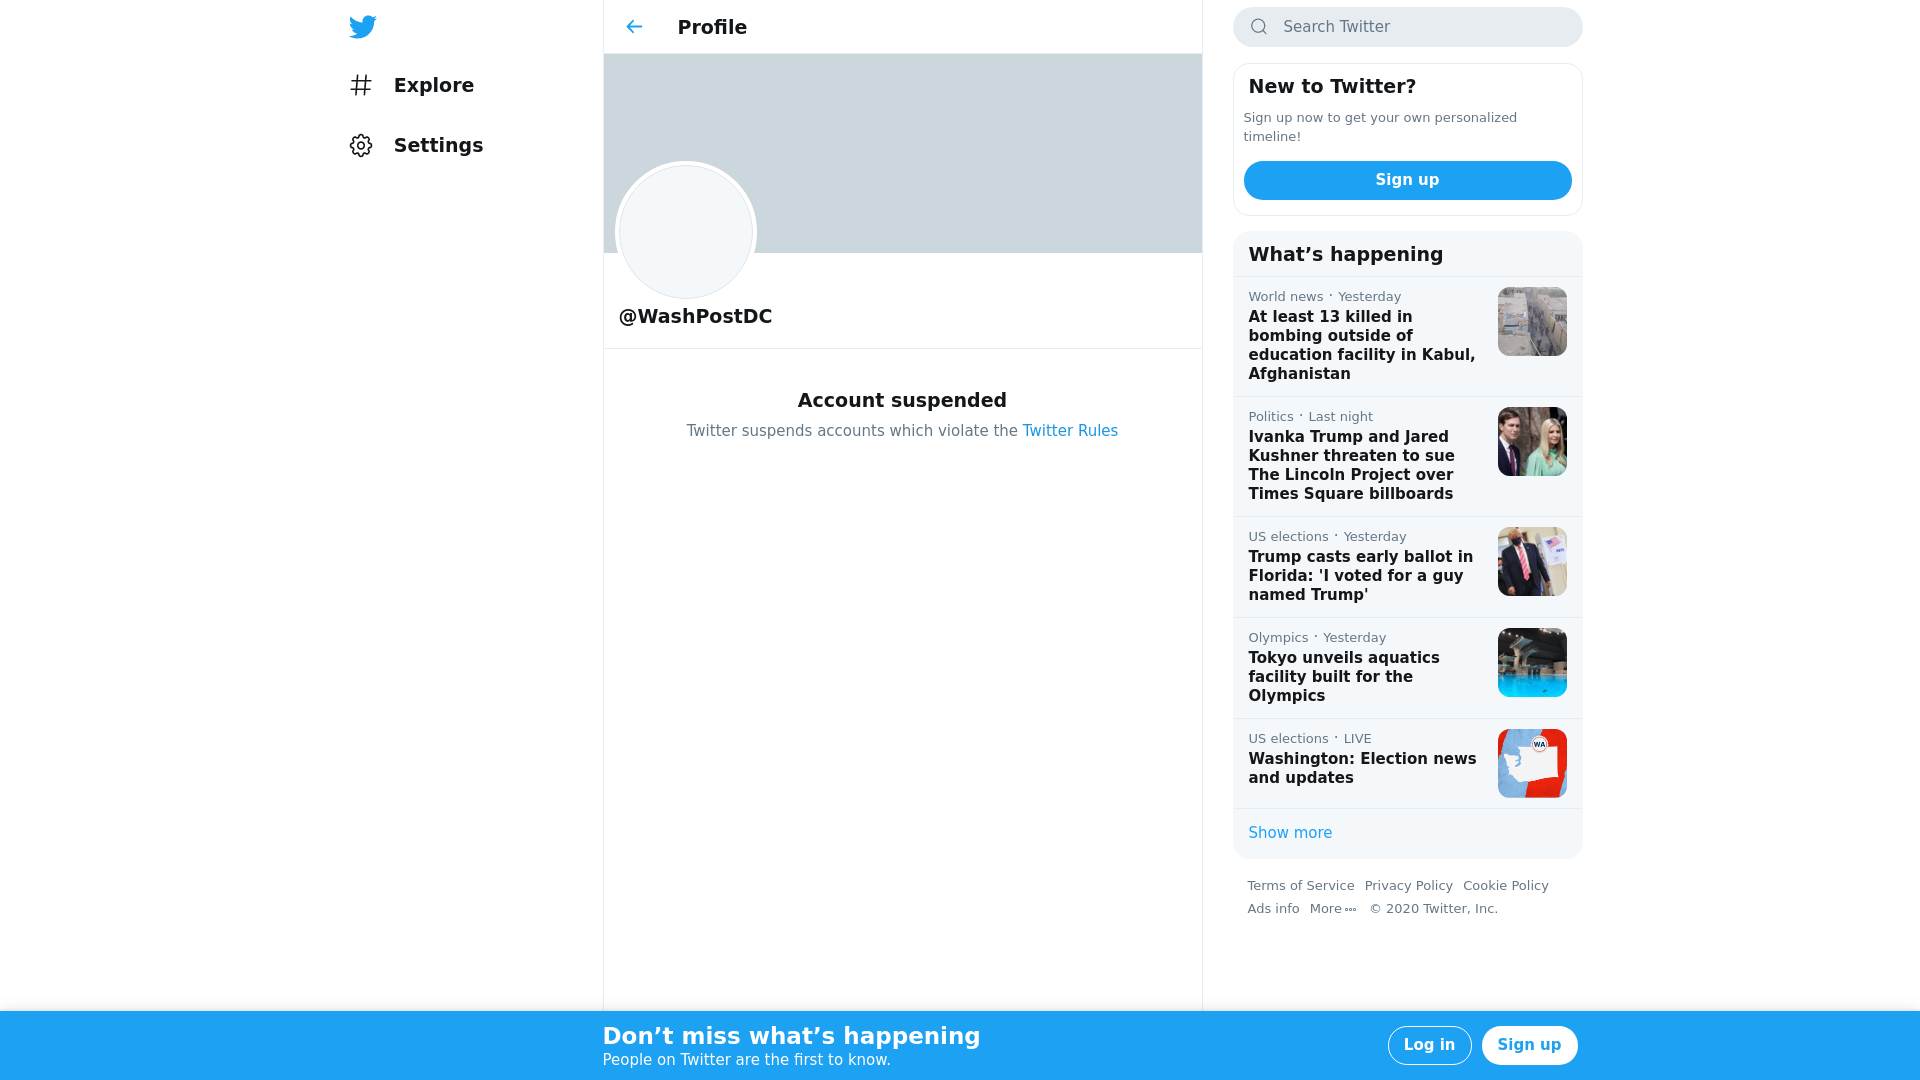 Explore
Settings
Profile
@WashPostDC
Account suspended
Twitter suspends accounts which violate the Twitter Rules
Search Twitter
New to Twitter?
Sign up now to get your own personalized
timeline!
Sign up
What’s happening
World news · Yesterday
At least 13 killed in
bombing outside of
education facility in Kabul,
Afghanistan
Politics · Last night
Ivanka Trump and Jared
Kushner threaten to sue
The Lincoln Project over
Times Square billboards
US elections · Yesterday
Trump casts early ballot in
Florida: 'I voted for a guy
named Trump'
Olympics · Yesterday
Tokyo unveils aquatics
facility built for the
Olympics
US elections · LIVE
Washington: Election news
and updates
WA
Show more
Terms of Service Privacy Policy Cookie Policy
Ads info More © 2020 Twitter, Inc.
Don’t miss what’s happening
People on Twitter are the first to know.
Log in
Sign up